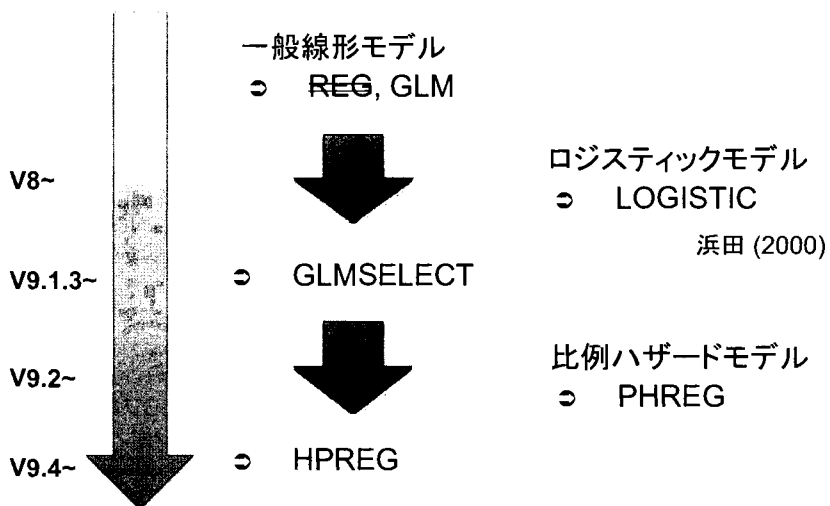 一般線形モデル
➲ REG, GLM
V8~
ロジスティックモデル
➲ LOGISTIC
浜田 (2000)
V9.1.3~
➲ GLMSELECT
V9.2~
比例ハザードモデル
➲ PHREG
V9.4~
➲ HPREG